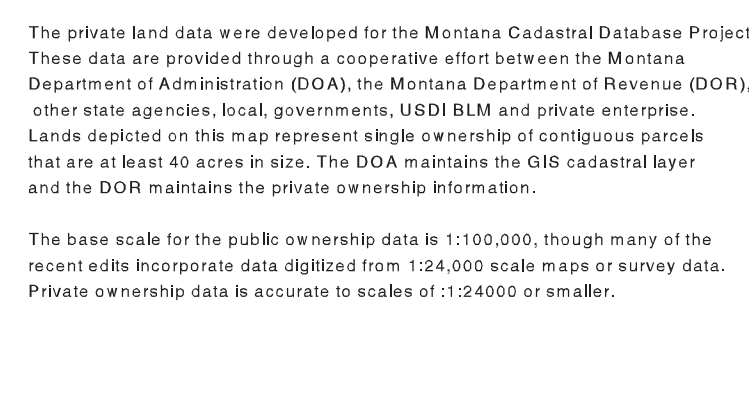 The private land data were developed for the Montana Cadastral Database Project
These data are provided through a cooperative effort between the Montana
Department of Administration (DOA), the Montana Department of Revenue (DOR),
other state agencies, local, governments, USDI BLM and private enterprise.
Lands depicted on this map represent single ownership of contiguous parcels
that are at least 40 acres in size. The DOA maintains the GIS cadastral layer
and the DOR maintains the private ownership information.

The base scale for the public ownership data is 1:100,000, though many of the
recent edits incorporate data digitized from 1:24,000 scale maps or survey data.
Private ownership data is accurate to scales of :1:24000 or smaller.